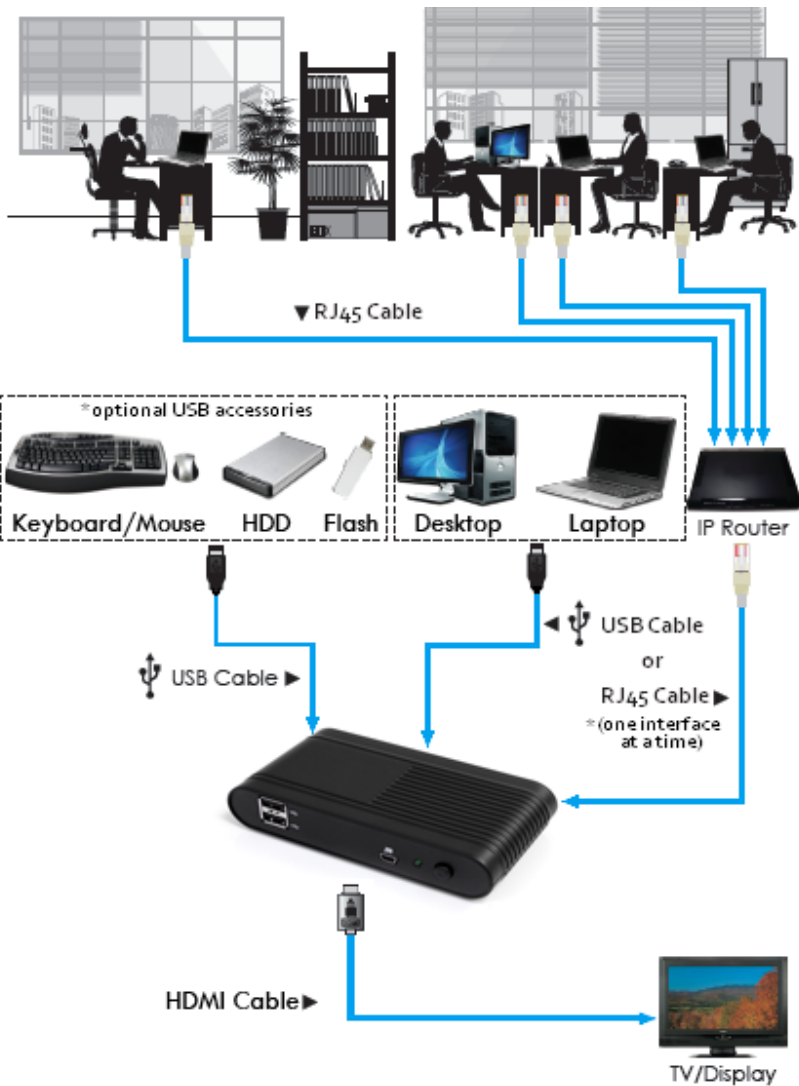 ▼RJ45 Cable
*optional USB accessories
Keyboard/Mouse
HDD
Flash
Desktop
Laptop
IP Router
◄ USB Cable
or
RJ45 Cable►
*(one interface
at a time)
USB Cable ►
HDMI Cable►
TV/Display